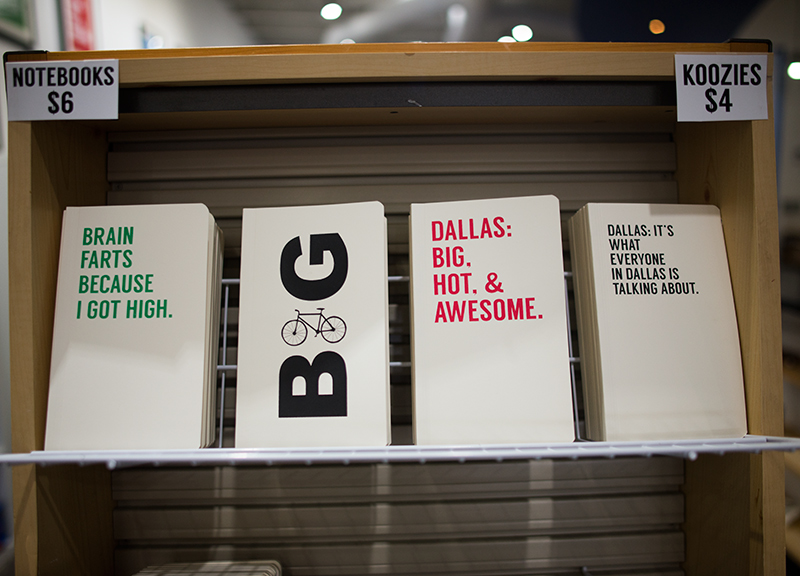 NOTEBOOKS
$6
KOOZIES
$4
BRAIN
FARTS
BECAUSE
I GOT HIGH.
B G
DALLAS:
BIG.
HOT. &
AWESOME.
DALLAS: IT'S
WHAT
EVERYONE
IN DALLAS IS
TALKING ABOUT.